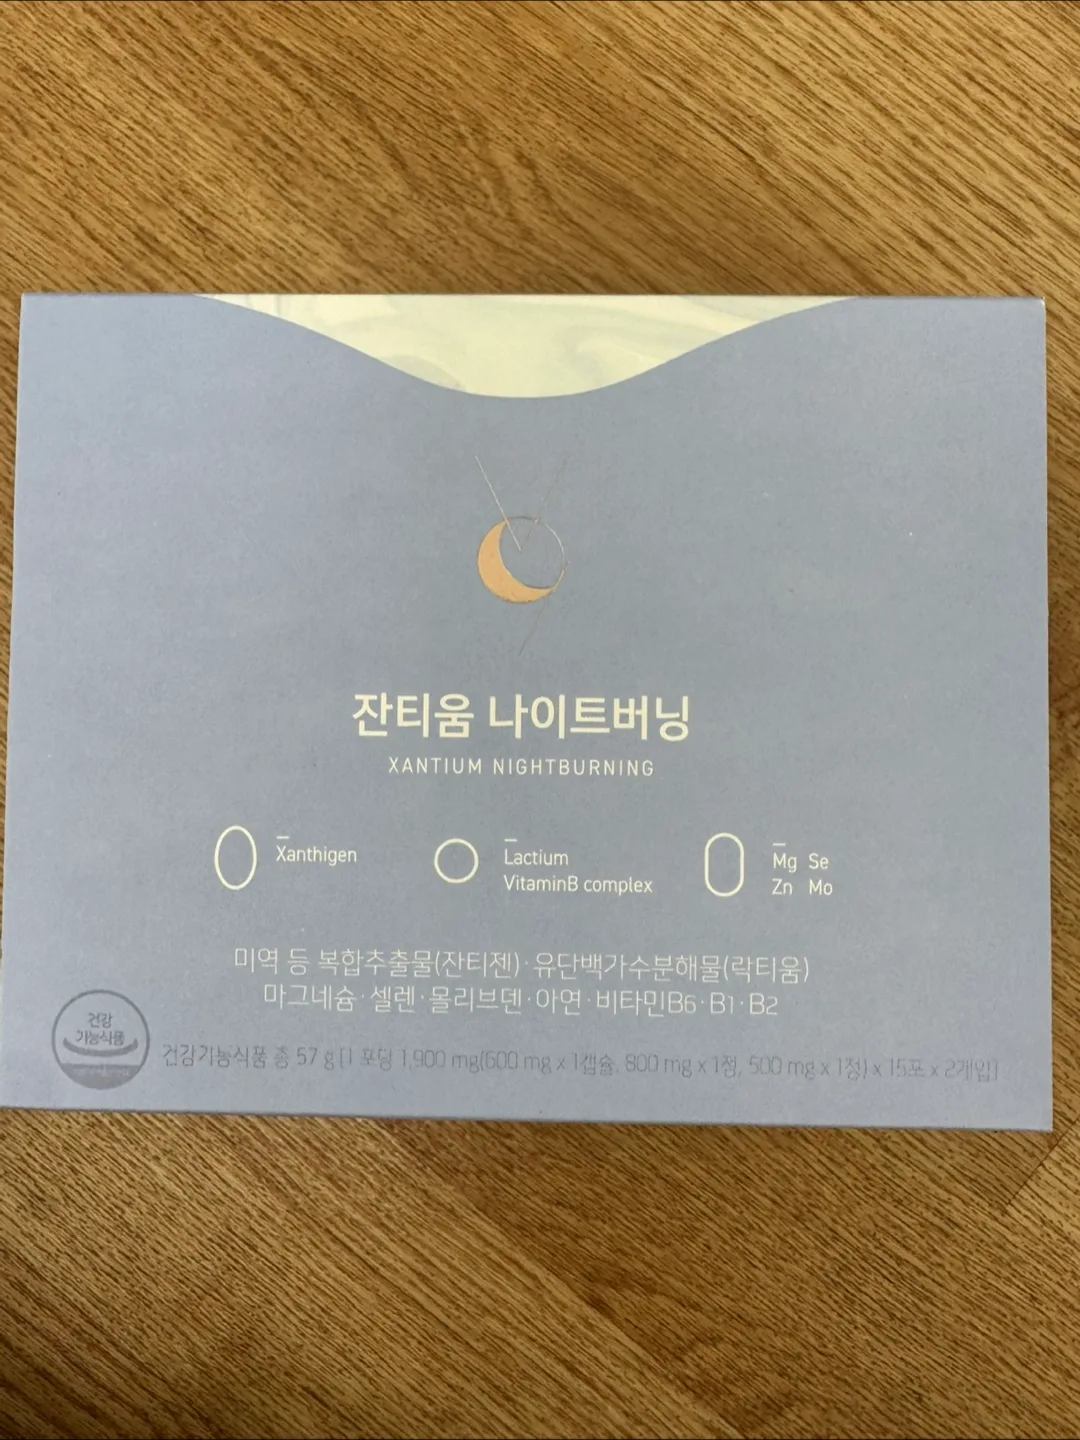 잔티움 나이트버닝
XANTIUM NIGHTBURNING
Xanthigen
Lactium
VitaminB complex
Mg Se
Zn Mo
미역 등 복합추출물(잔티젠)·유단백가수분해물(락티움)
마그네슘·셀렌·몰리브덴·아연·비타민B6·B1·B2
건강
기능식품
건강기능식품 총 57 g [1 포당 1,900 mg(600 mg x 1캡슐, 800 mg x 1정, 500 mg x 1정) x 15포 x 2개입]